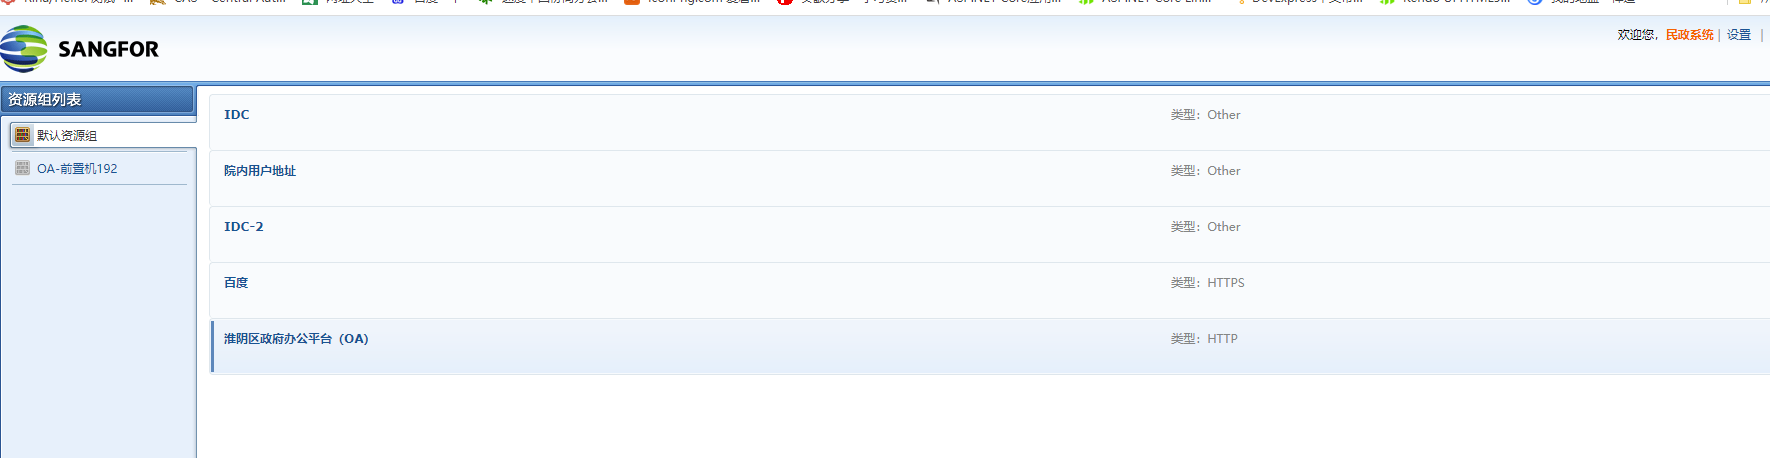 SANGFOR
欢迎您，民政系统 | 设置 |
资源组列表
默认资源组
OA-前置机192
IDC 类型：Other
院内用户地址 类型：Other
IDC-2 类型：Other
百度 类型：HTTPS
淮阴区政府办公平台（OA） 类型：HTTP